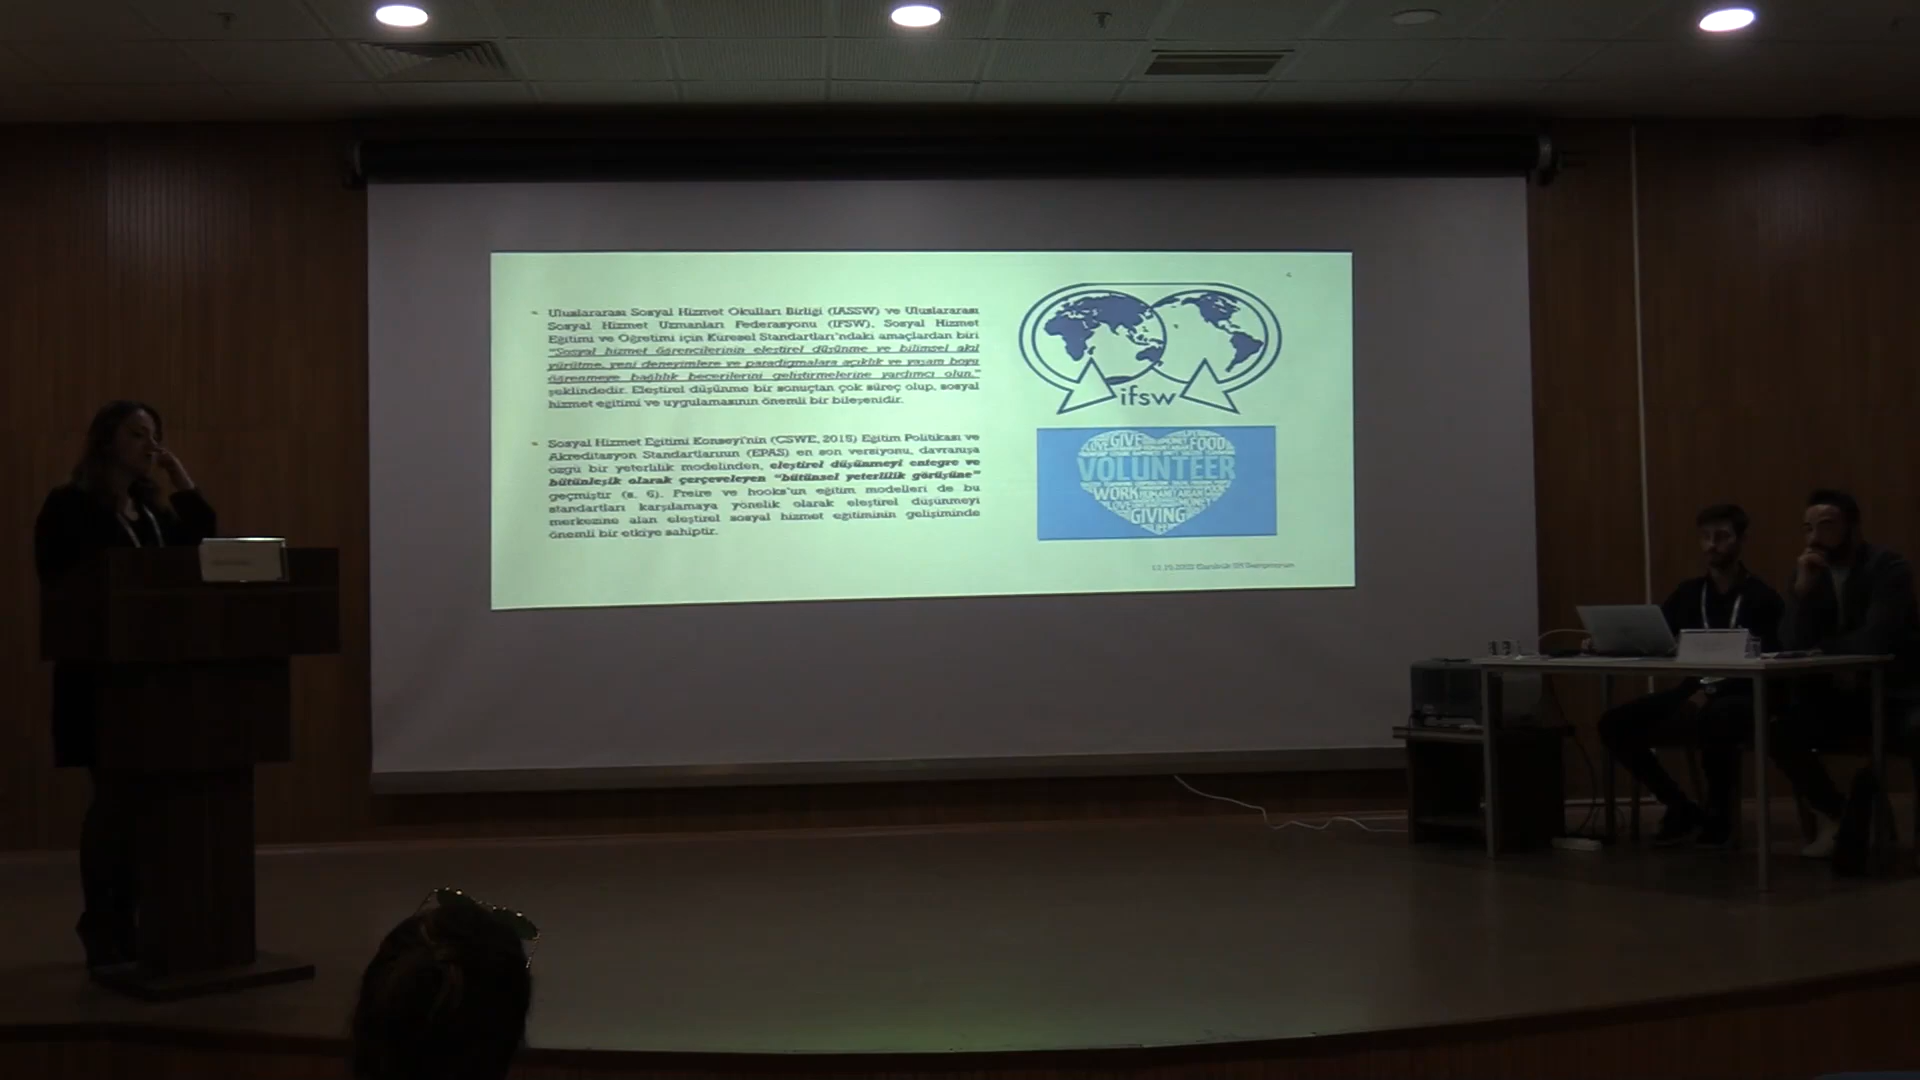 4
Uluslararası Sosyal Hizmet Okulları Birliği (IASSW) ve Uluslararası
Sosyal Hizmet Uzmanları Federasyonu (IFSW), Sosyal Hizmet
Eğitimi ve Öğretimi için Küresel Standartları'ndaki amaçlardan biri
"Sosyal hizmet öğrencilerinin eleştirel düşünme ve bilimsel akıl
yürütme, yeni deneyimlere ve paradigmalara açıklık ve yaşam boyu
öğrenmeye bağlılık becerilerini geliştirmelerine yardımcı olun."
şeklindedir. Eleştirel düşünme bir sonuçtan çok süreç olup, sosyal
hizmet eğitimi ve uygulamasının önemli bir bileşenidir.
Sosyal Hizmet Eğitimi Konseyi'nin (CSWE, 2015) Eğitim Politikası ve
Akreditasyon Standartlarının (EPAS) en son versiyonu, davranışa
özgü bir yeterlilik modelinden, eleştirel düşünmeyi entegre ve
bütünleşik olarak çerçeveleyen "bütünsel yeterlilik görüşüne"
geçmiştir (s. 6). Freire ve hooks'un eğitim modelleri de bu
standartları karşılamaya yönelik olarak eleştirel düşünmeyi
merkezine alan eleştirel sosyal hizmet eğitiminin gelişiminde
önemli bir etkiye sahiptir.
ifsw
LOVE GIVE FOOD
VOLUNTEER
WORK HUMANITARIAN
LOVE MONEY
GIVING
LIFE